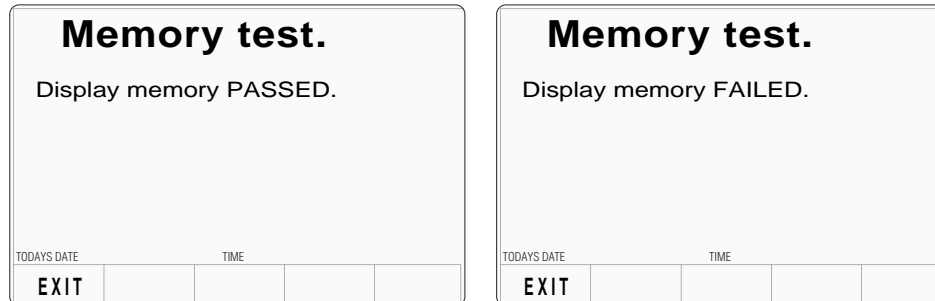 Memory test.
Display memory PASSED.
TODAYS DATE TIME
EXIT
Memory test.
Display memory FAILED.
TODAYS DATE TIME
EXIT